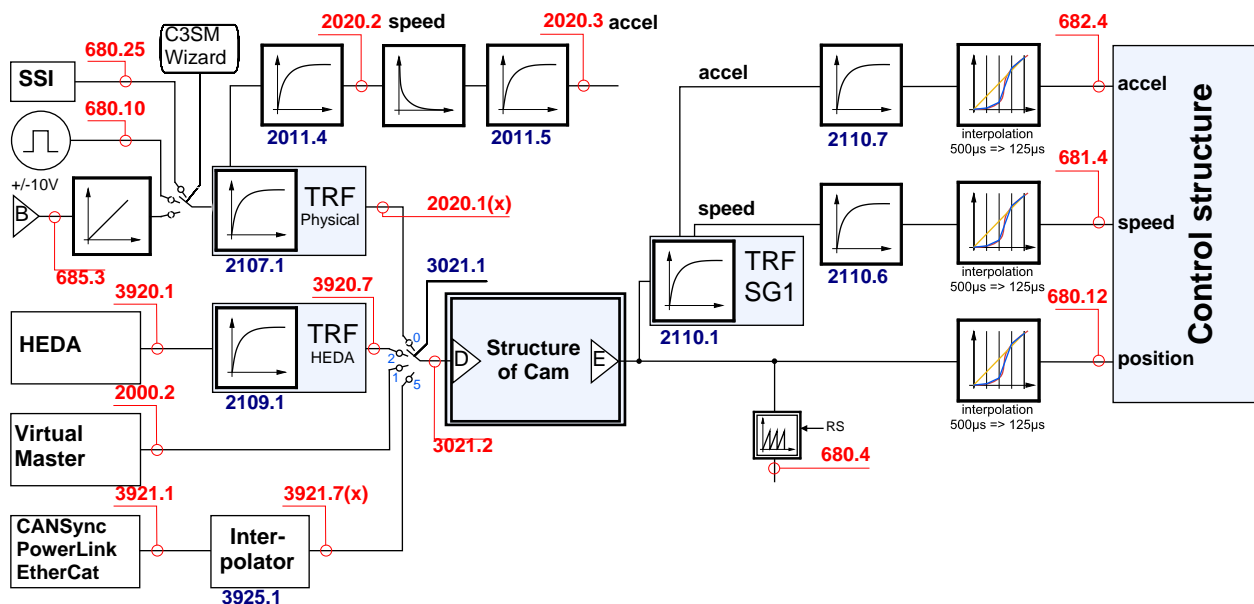 C3SM
Wizard
680.25
SSI
680.10
+/-10V
B
685.3
2020.2 speed
2020.3 accel
2011.4
2011.5
TRF
Physical
2107.1
2020.1(x)
3920.1
HEDA
TRF
HEDA
2109.1
3920.7
3021.1
0
2
1
5
D
Structure
of Cam
E
3021.2
2000.2
Virtual
Master
3921.1
CANSync
PowerLink
EtherCat
Inter-
polator
3925.1
3921.7(x)
accel
speed
TRF
SG1
2110.1
2110.7
2110.6
interpolation
500µs => 125µs
interpolation
500µs => 125µs
interpolation
500µs => 125µs
RS
680.4
682.4
accel
681.4
speed
680.12
position
Control structure